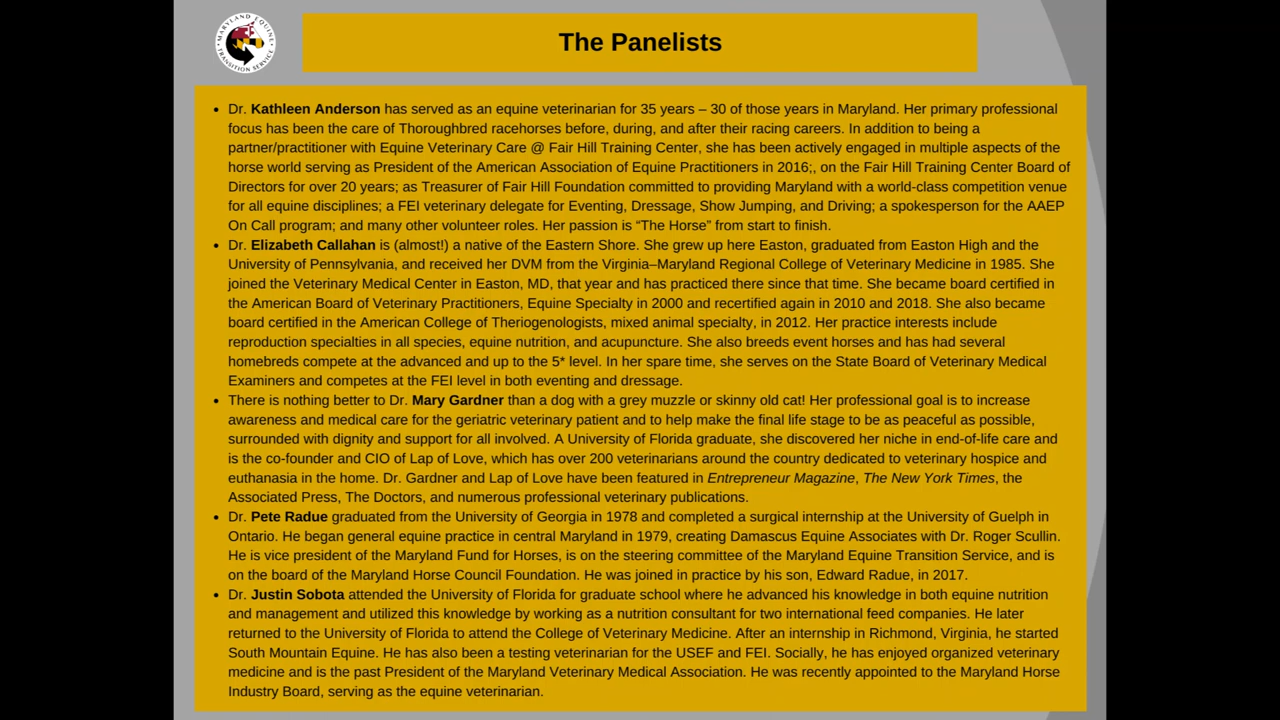 MARYLAND EQUINE
TRANSITION SERVICE
The Panelists
• Dr. Kathleen Anderson has served as an equine veterinarian for 35 years – 30 of those years in Maryland. Her primary professional
focus has been the care of Thoroughbred racehorses before, during, and after their racing careers. In addition to being a
partner/practitioner with Equine Veterinary Care @ Fair Hill Training Center, she has been actively engaged in multiple aspects of the
horse world serving as President of the American Association of Equine Practitioners in 2016;, on the Fair Hill Training Center Board of
Directors for over 20 years; as Treasurer of Fair Hill Foundation committed to providing Maryland with a world-class competition venue
for all equine disciplines; a FEI veterinary delegate for Eventing, Dressage, Show Jumping, and Driving; a spokesperson for the AAEP
On Call program; and many other volunteer roles. Her passion is “The Horse” from start to finish.
• Dr. Elizabeth Callahan is (almost!) a native of the Eastern Shore. She grew up here Easton, graduated from Easton High and the
University of Pennsylvania, and received her DVM from the Virginia–Maryland Regional College of Veterinary Medicine in 1985. She
joined the Veterinary Medical Center in Easton, MD, that year and has practiced there since that time. She became board certified in
the American Board of Veterinary Practitioners, Equine Specialty in 2000 and recertified again in 2010 and 2018. She also became
board certified in the American College of Theriogenologists, mixed animal specialty, in 2012. Her practice interests include
reproduction specialties in all species, equine nutrition, and acupuncture. She also breeds event horses and has had several
homebreds compete at the advanced and up to the 5* level. In her spare time, she serves on the State Board of Veterinary Medical
Examiners and competes at the FEI level in both eventing and dressage.
• There is nothing better to Dr. Mary Gardner than a dog with a grey muzzle or skinny old cat! Her professional goal is to increase
awareness and medical care for the geriatric veterinary patient and to help make the final life stage to be as peaceful as possible,
surrounded with dignity and support for all involved. A University of Florida graduate, she discovered her niche in end-of-life care and
is the co-founder and CIO of Lap of Love, which has over 200 veterinarians around the country dedicated to veterinary hospice and
euthanasia in the home. Dr. Gardner and Lap of Love have been featured in Entrepreneur Magazine, The New York Times, the
Associated Press, The Doctors, and numerous professional veterinary publications.
• Dr. Pete Radue graduated from the University of Georgia in 1978 and completed a surgical internship at the University of Guelph in
Ontario. He began general equine practice in central Maryland in 1979, creating Damascus Equine Associates with Dr. Roger Scullin.
He is vice president of the Maryland Fund for Horses, is on the steering committee of the Maryland Equine Transition Service, and is
on the board of the Maryland Horse Council Foundation. He was joined in practice by his son, Edward Radue, in 2017.
• Dr. Justin Sobota attended the University of Florida for graduate school where he advanced his knowledge in both equine nutrition
and management and utilized this knowledge by working as a nutrition consultant for two international feed companies. He later
returned to the University of Florida to attend the College of Veterinary Medicine. After an internship in Richmond, Virginia, he started
South Mountain Equine. He has also been a testing veterinarian for the USEF and FEI. Socially, he has enjoyed organized veterinary
medicine and is the past President of the Maryland Veterinary Medical Association. He was recently appointed to the Maryland Horse
Industry Board, serving as the equine veterinarian.